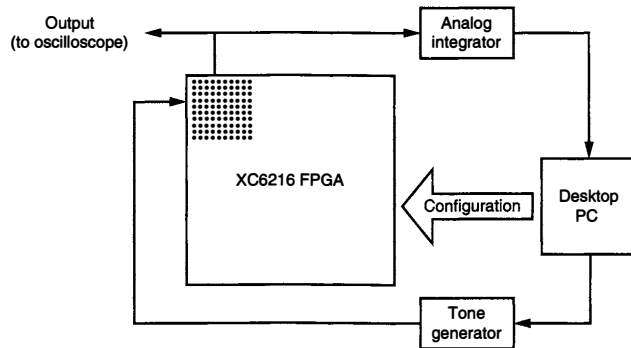 Output
(to oscilloscope)
Analog
integrator
XC6216 FPGA
Configuration
Desktop
PC
Tone
generator